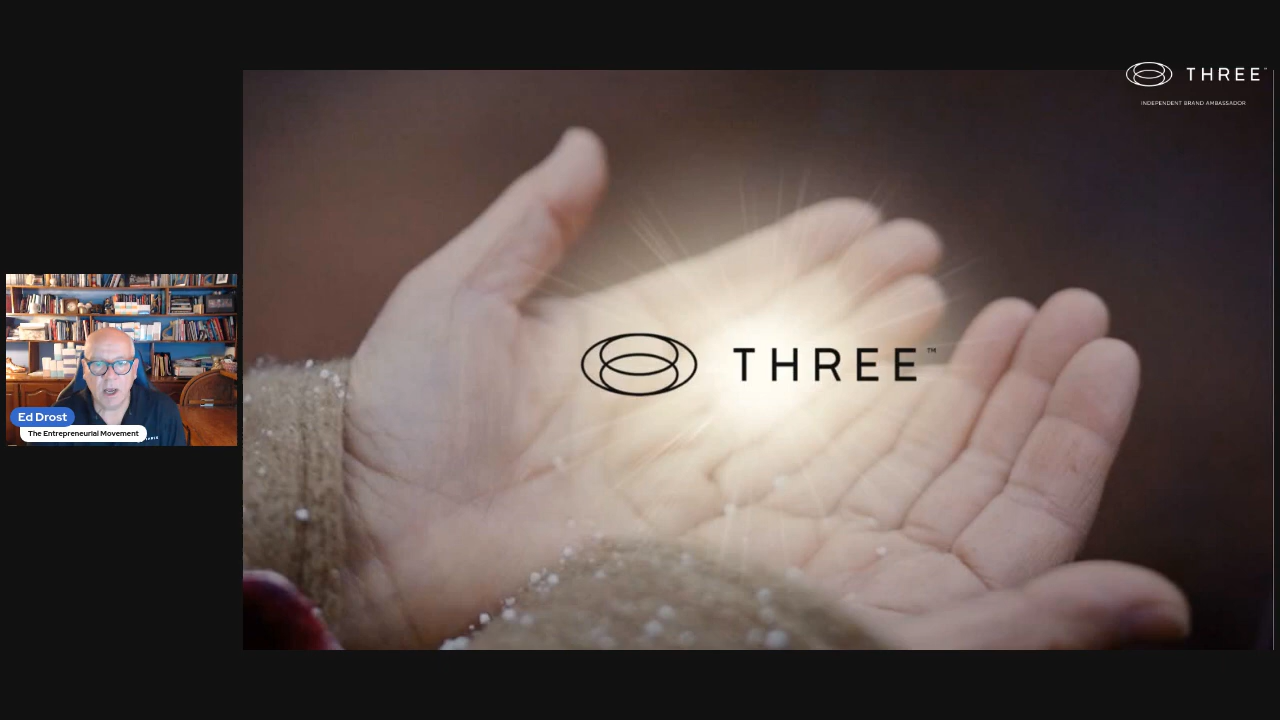 THREE™
INDEPENDENT BRAND AMBASSADOR
THREE™
Ed Drost
The Entrepreneurial Movement